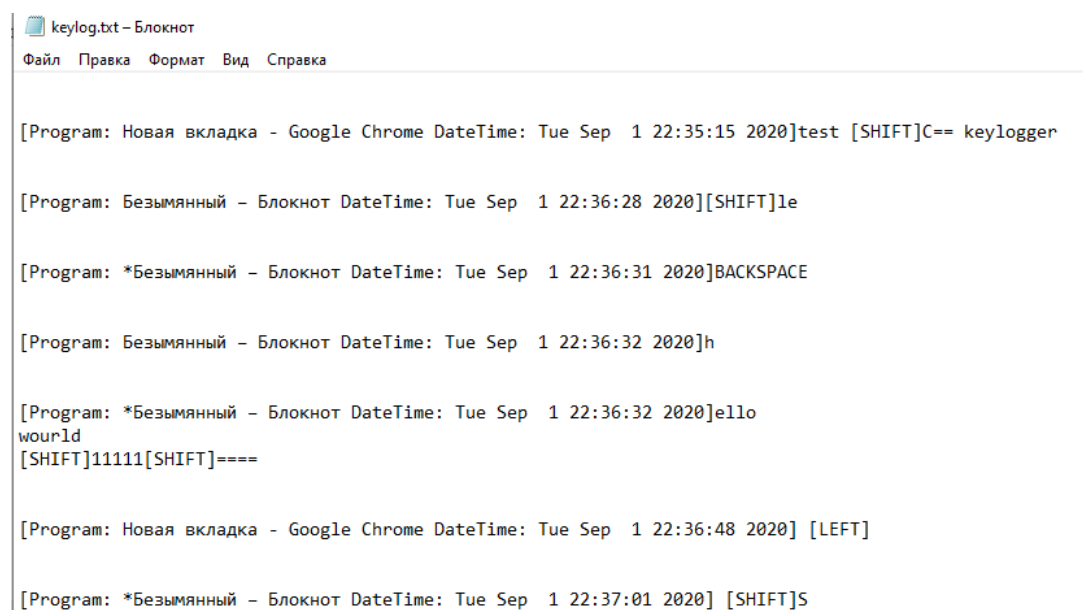 keylog.txt – Блокнот
Файл Правка Формат Вид Справка
[Program: Новая вкладка - Google Chrome DateTime: Tue Sep  1 22:35:15 2020]test [SHIFT]C== keylogger
[Program: Безымянный – Блокнот DateTime: Tue Sep  1 22:36:28 2020][SHIFT]le
[Program: *Безымянный – Блокнот DateTime: Tue Sep  1 22:36:31 2020]BACKSPACE
[Program: Безымянный – Блокнот DateTime: Tue Sep  1 22:36:32 2020]h
[Program: *Безымянный – Блокнот DateTime: Tue Sep  1 22:36:32 2020]ello
wourld
[SHIFT]11111[SHIFT]====
[Program: Новая вкладка - Google Chrome DateTime: Tue Sep  1 22:36:48 2020] [LEFT]
[Program: *Безымянный – Блокнот DateTime: Tue Sep  1 22:37:01 2020] [SHIFT]S